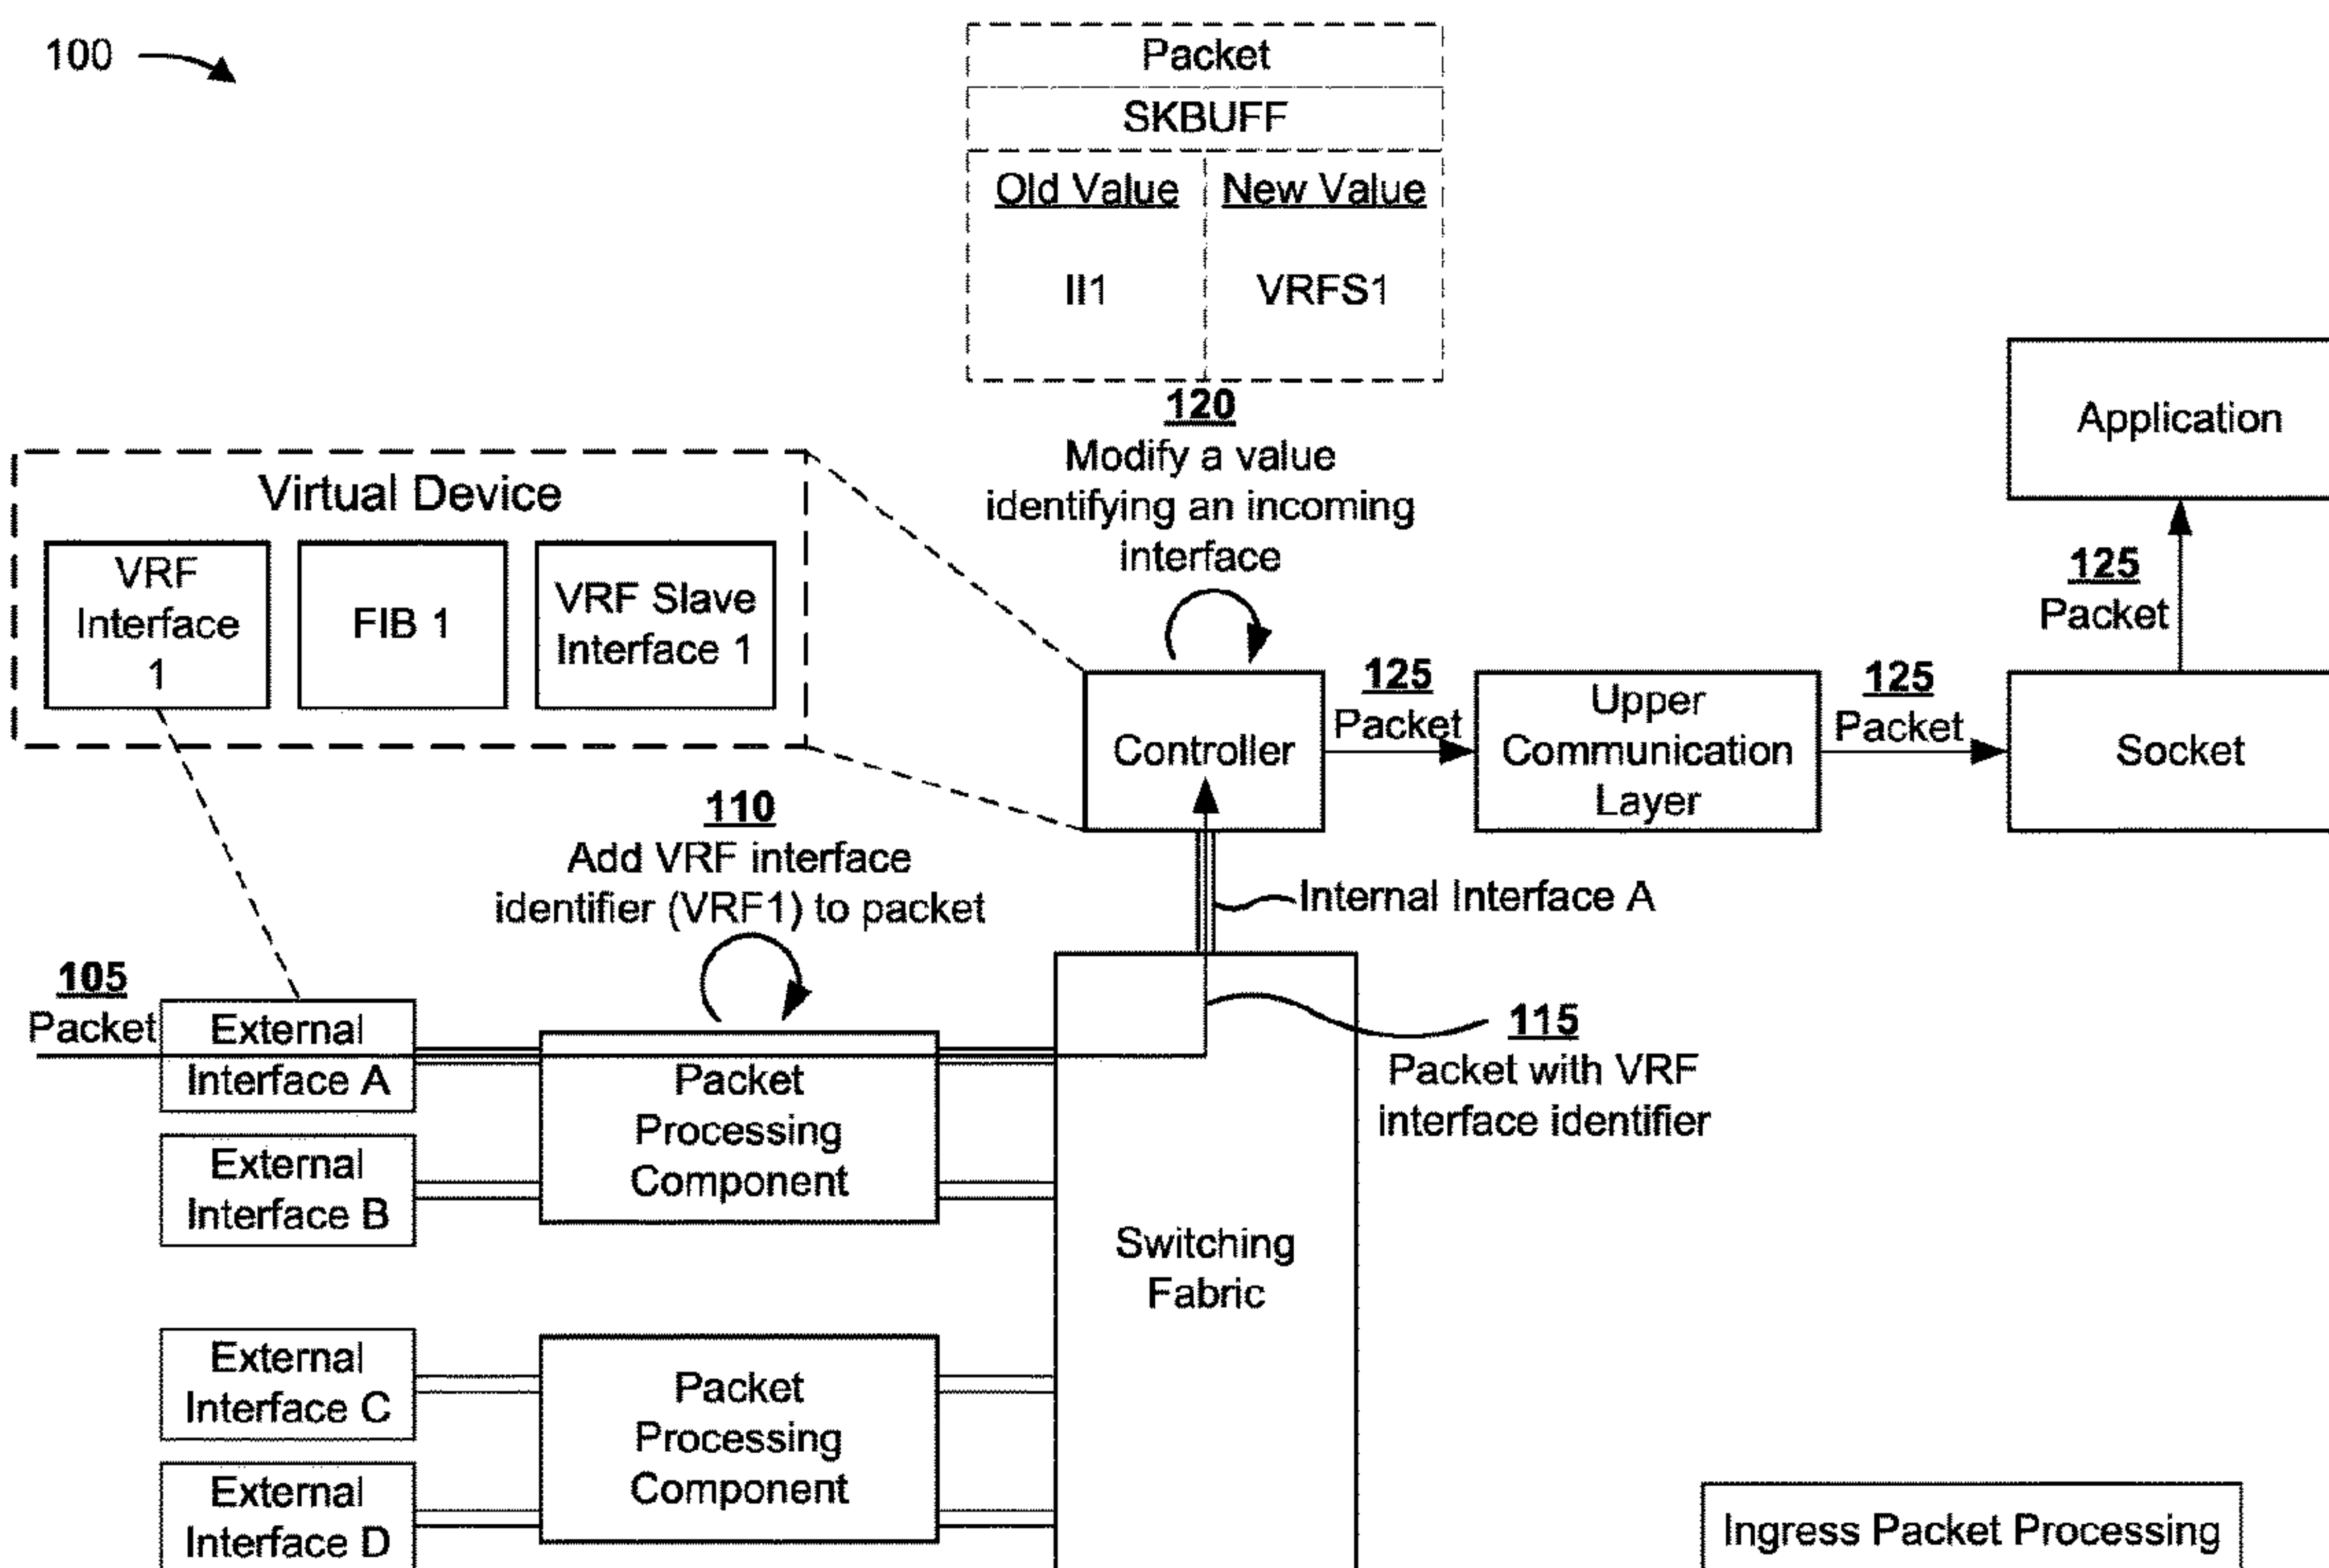 100
Packet
SKBUFF
Old Value
New Value
II1
VRFS1
120
Modify a value
identifying an incoming
interface
Application
Virtual Device
VRF
Interface
1
FIB 1
VRF Slave
Interface 1
125
Packet
Controller
125
Packet
Upper
Communication
Layer
125
Packet
Socket
110
Add VRF interface
identifier (VRF1) to packet
Internal Interface A
105
Packet
External
Interface A
Packet
Processing
Component
115
Packet with VRF
interface identifier
External
Interface B
Switching
Fabric
External
Interface C
Packet
Processing
Component
External
Interface D
Ingress Packet Processing